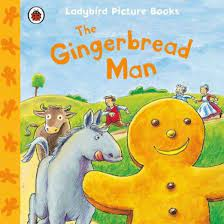 Ladybird Picture Books
The
Gingerbread
Man